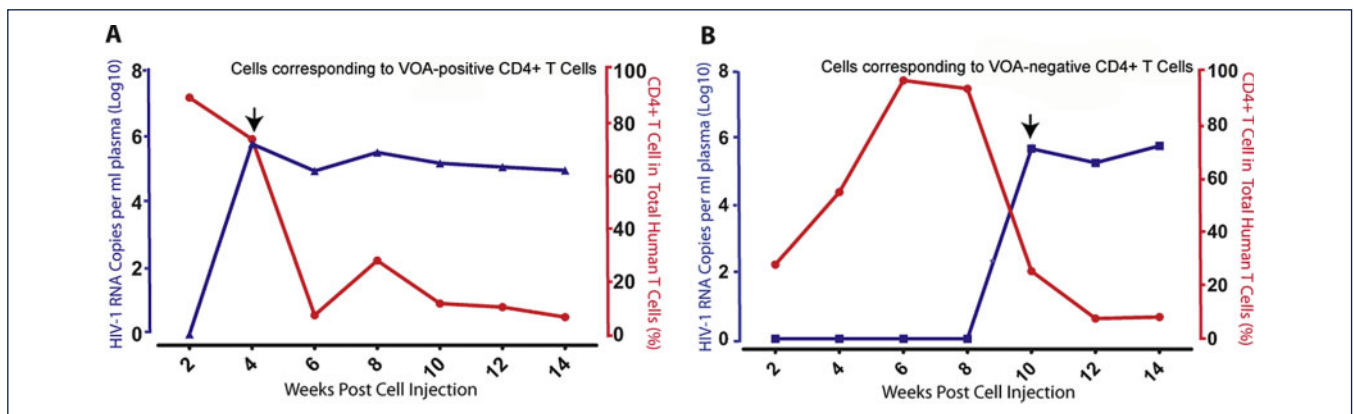 A
Cells corresponding to VOA-positive CD4+ T Cells
HIV-1 RNA Copies per ml plasma (Log10)
8
6
4
2
0
100
80
60
40
20
0
CD4+ T Cell in Total Human T Cells (%)
2 4 6 8 10 12 14
Weeks Post Cell Injection
B
Cells corresponding to VOA-negative CD4+ T Cells
HIV-1 RNA Copies per ml plasma (Log10)
8
6
4
2
0
100
80
60
40
20
0
CD4+ T Cell in Total Human T Cells (%)
2 4 6 8 10 12 14
Weeks Post Cell Injection